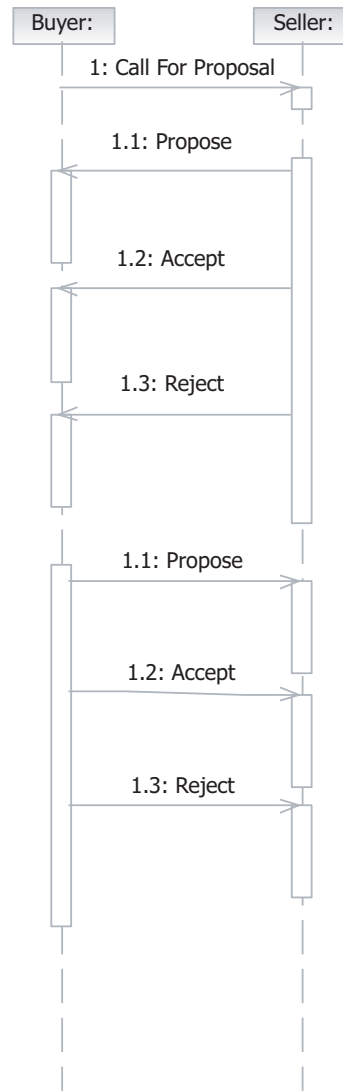 Buyer:
Seller:
1: Call For Proposal
1.1: Propose
1.2: Accept
1.3: Reject
1.1: Propose
1.2: Accept
1.3: Reject